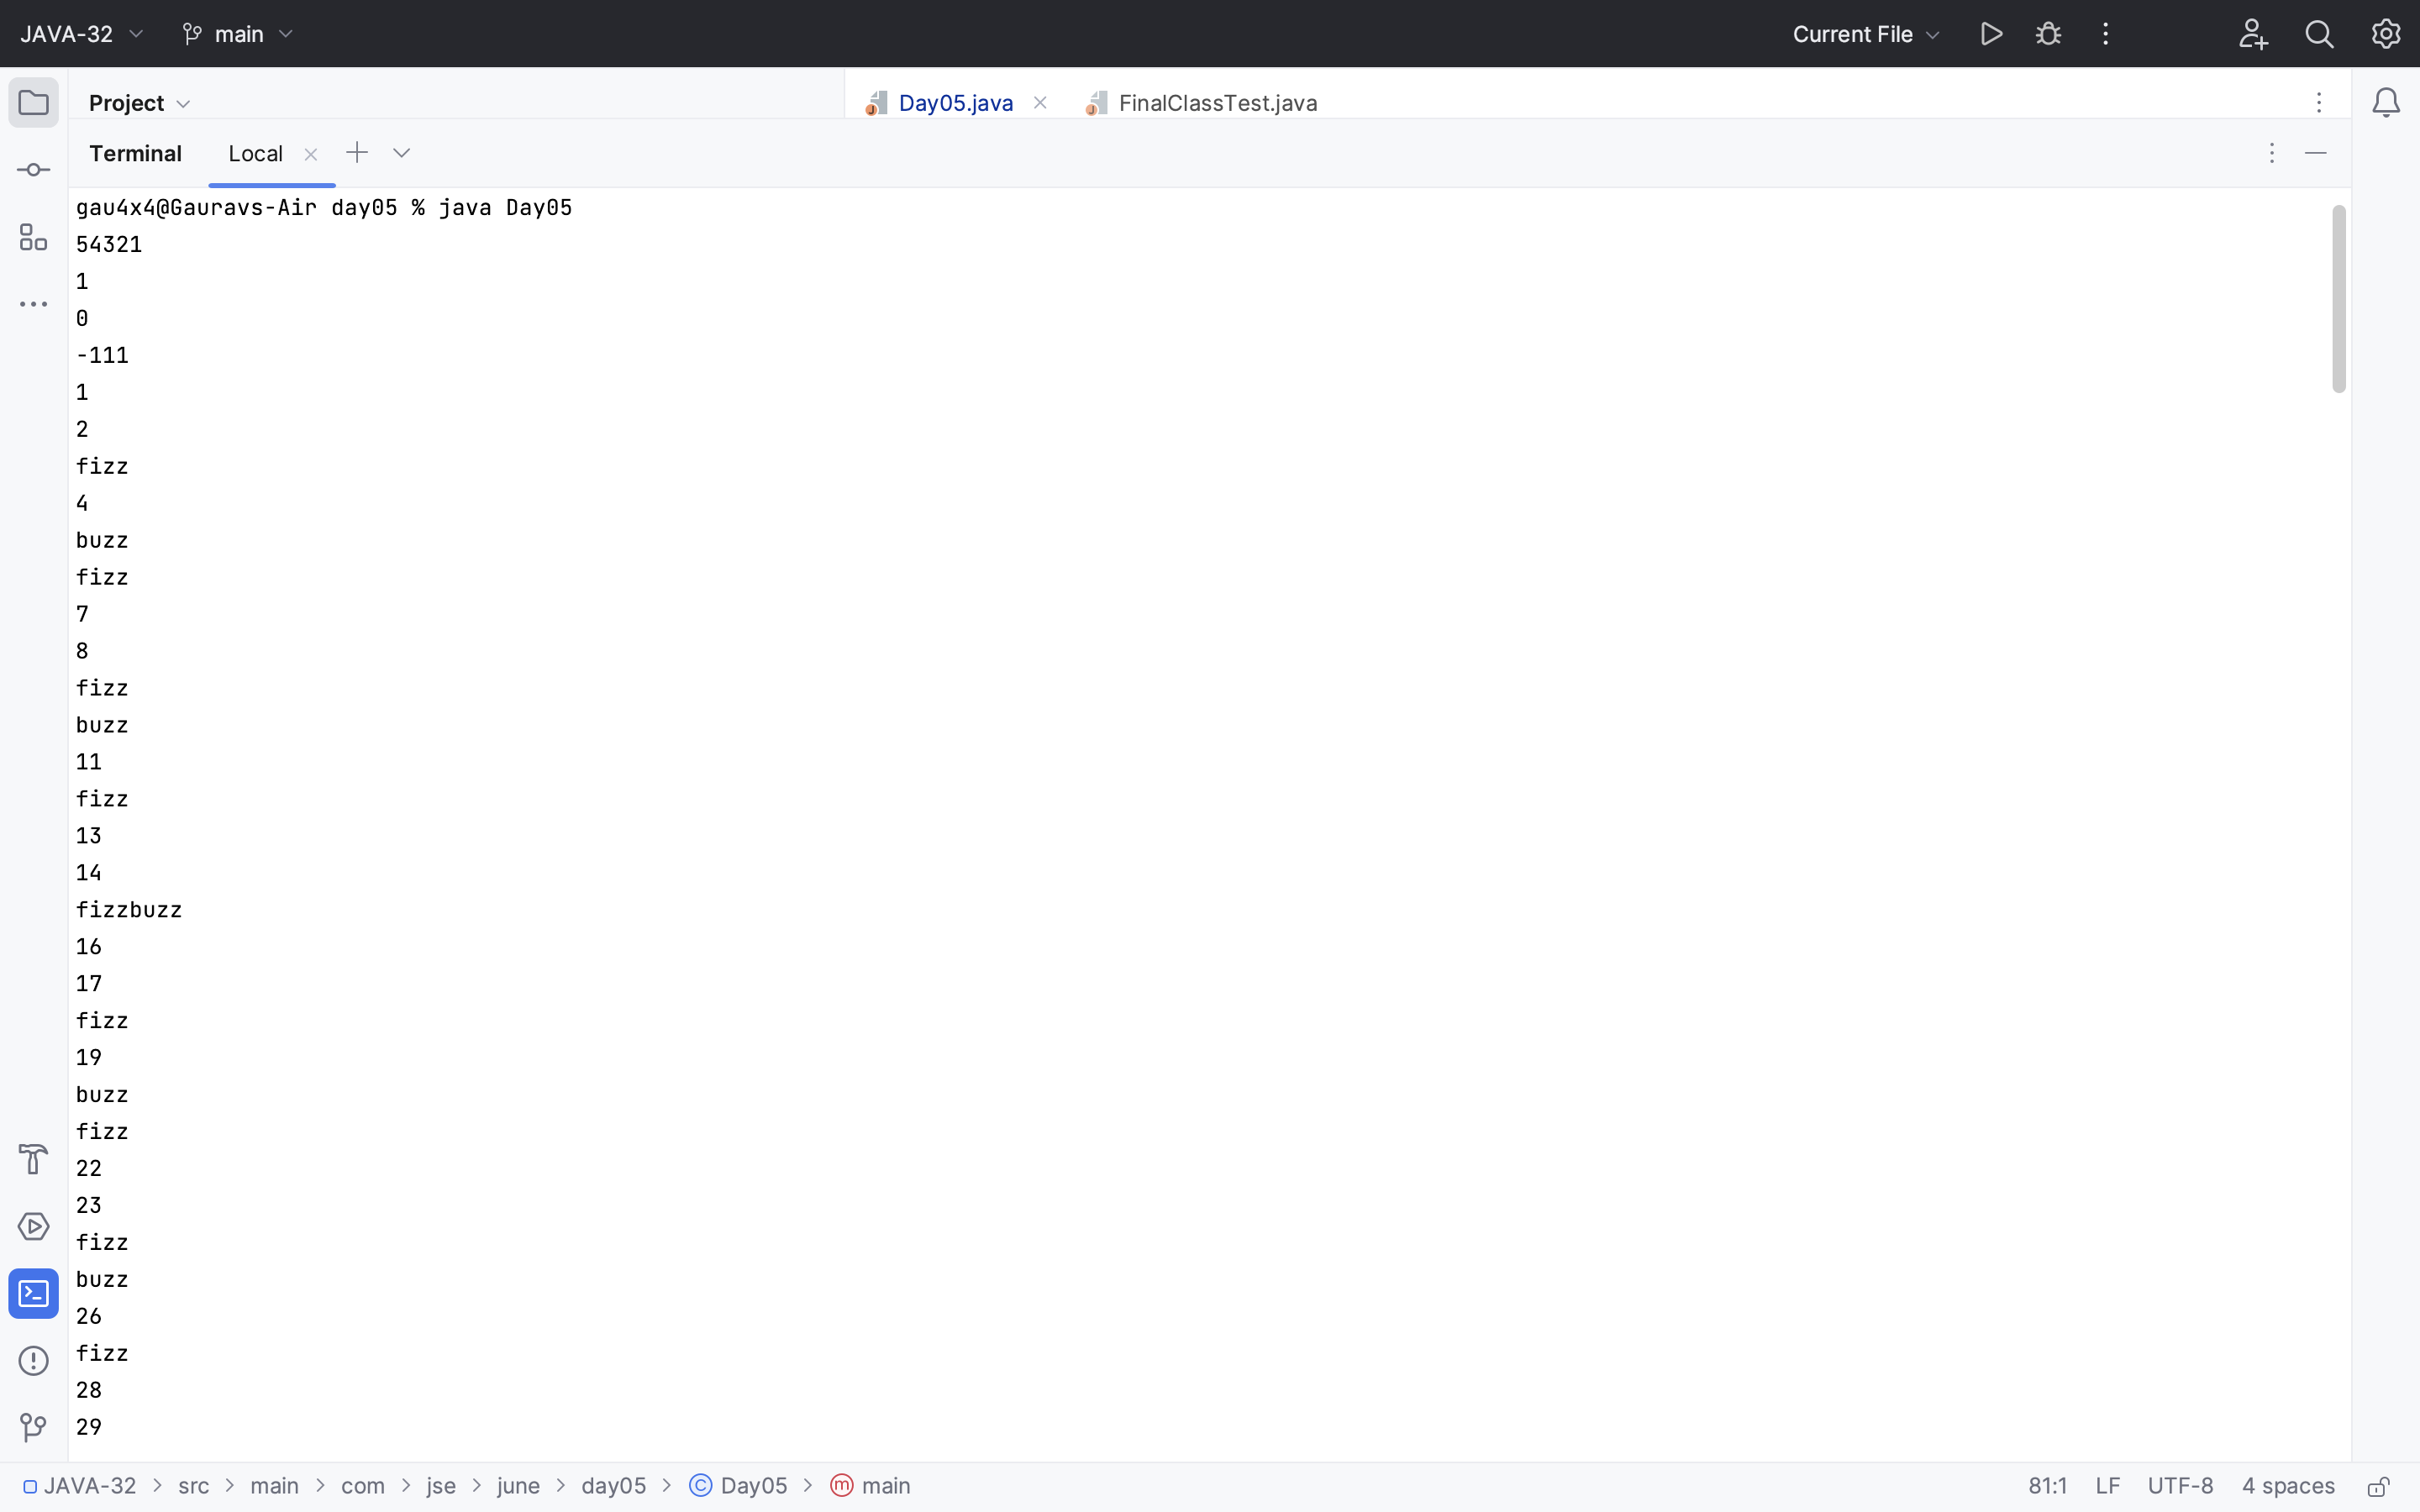 JAVA-32 main Current File
Project Day05.java FinalClassTest.java
Terminal Local
gau4x4@Gauravs-Air day05 % java Day05
54321
1
0
-111
1
2
fizz
4
buzz
fizz
7
8
fizz
buzz
11
fizz
13
14
fizzbuzz
16
17
fizz
19
buzz
fizz
22
23
fizz
buzz
26
fizz
28
29
JAVA-32 > src > main > com > jse > june > day05 > Day05 > main 81:1 LF UTF-8 4 spaces